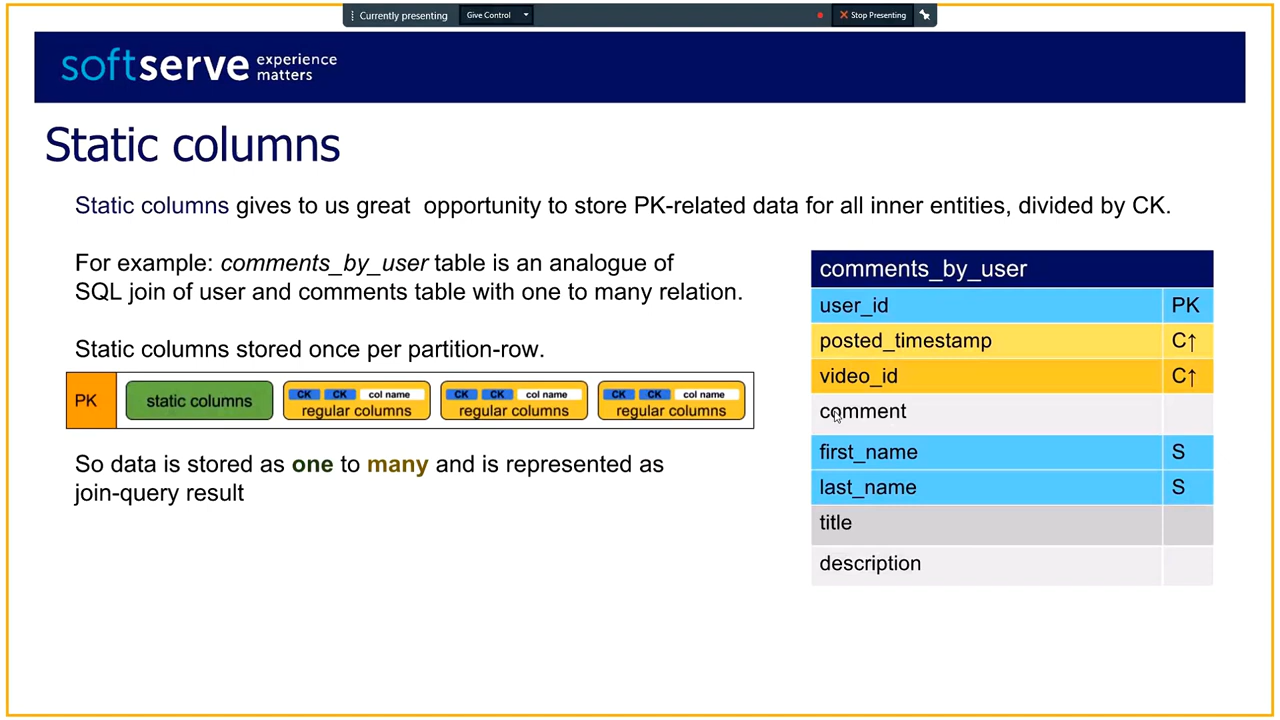 Currently presenting Give Control Stop Presenting
softserve experience matters
Static columns
Static columns gives to us great opportunity to store PK-related data for all inner entities, divided by CK.
For example: comments_by_user table is an analogue of
SQL join of user and comments table with one to many relation.
Static columns stored once per partition-row.
PK static columns CK CK col name regular columns CK CK col name regular columns CK CK col name regular columns
So data is stored as one to many and is represented as
join-query result
comments_by_user
user_id PK
posted_timestamp C↑
video_id C↑
comment
first_name S
last_name S
title
description